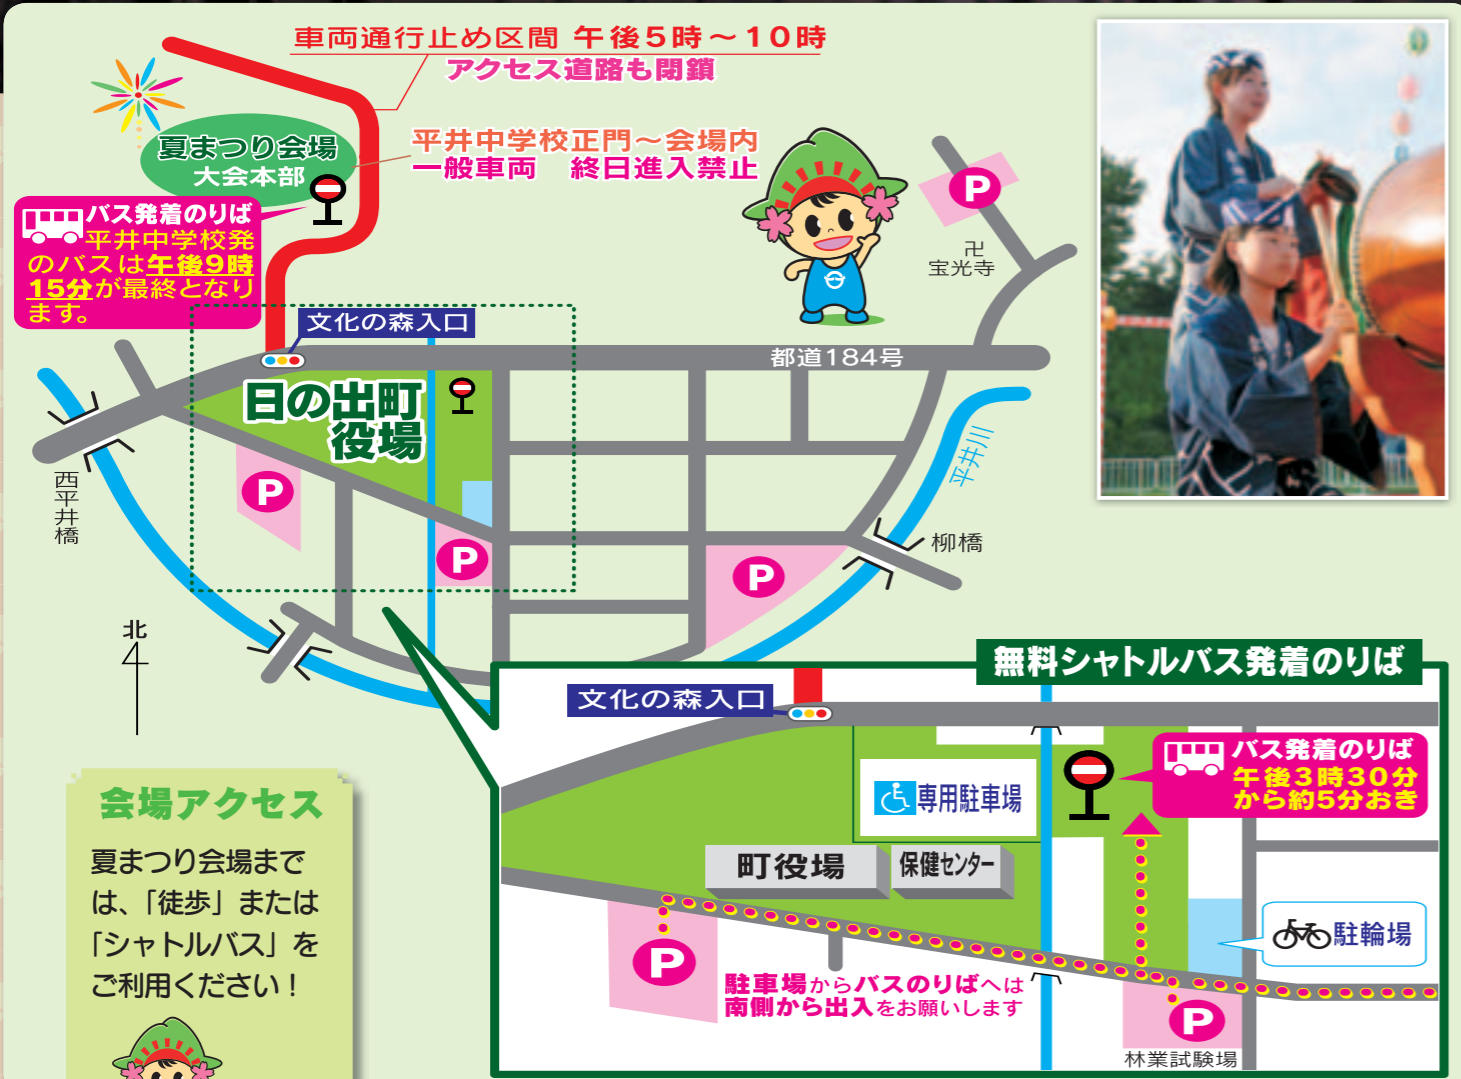 車両通行止め区間 午後5時～10時
アクセス道路も閉鎖
夏まつり会場
大会本部
平井中学校正門～会場内
一般車両 終日進入禁止
バス発着のりば
平井中学校発
のバスは午後9時
15分が最終となり
ます。
P
卍
宝光寺
文化の森入口
都道184号
日の出町
役場
西平井橋
P
P
P
平井川
柳橋
北
無料シャトルバス発着のりば
文化の森入口
バス発着のりば
午後3時30分
から約5分おき
専用駐車場
町役場
保健センター
駐輪場
P
駐車場からバスのりばへは
南側から出入をお願いします
P
林業試験場
会場アクセス
夏まつり会場まで
は、「徒歩」または
「シャトルバス」を
ご利用ください！